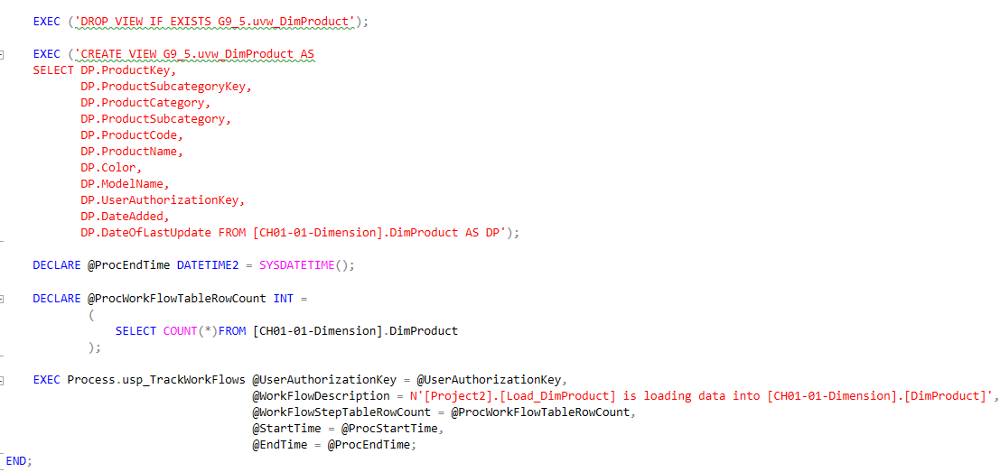 EXEC ('DROP VIEW IF EXISTS G9_5.uvw_DimProduct');
EXEC ('CREATE VIEW G9_5.uvw_DimProduct AS
SELECT DP.ProductKey,
DP.ProductSubcategoryKey,
DP.ProductCategory,
DP.ProductSubcategory,
DP.ProductCode,
DP.ProductName,
DP.Color,
DP.ModelName,
DP.UserAuthorizationKey,
DP.DateAdded,
DP.DateOfLastUpdate FROM [CH01-01-Dimension].DimProduct AS DP');
DECLARE @ProcEndTime DATETIME2 = SYSDATETIME();
DECLARE @ProcWorkFlowTableRowCount INT =
(
SELECT COUNT(*)FROM [CH01-01-Dimension].DimProduct
);
EXEC Process.usp_TrackWorkFlows @UserAuthorizationKey = @UserAuthorizationKey,
@WorkFlowDescription = N'[Project2].[Load_DimProduct] is loading data into [CH01-01-Dimension].[DimProduct]',
@WorkFlowStepTableRowCount = @ProcWorkFlowTableRowCount,
@StartTime = @ProcStartTime,
@EndTime = @ProcEndTime;
END;